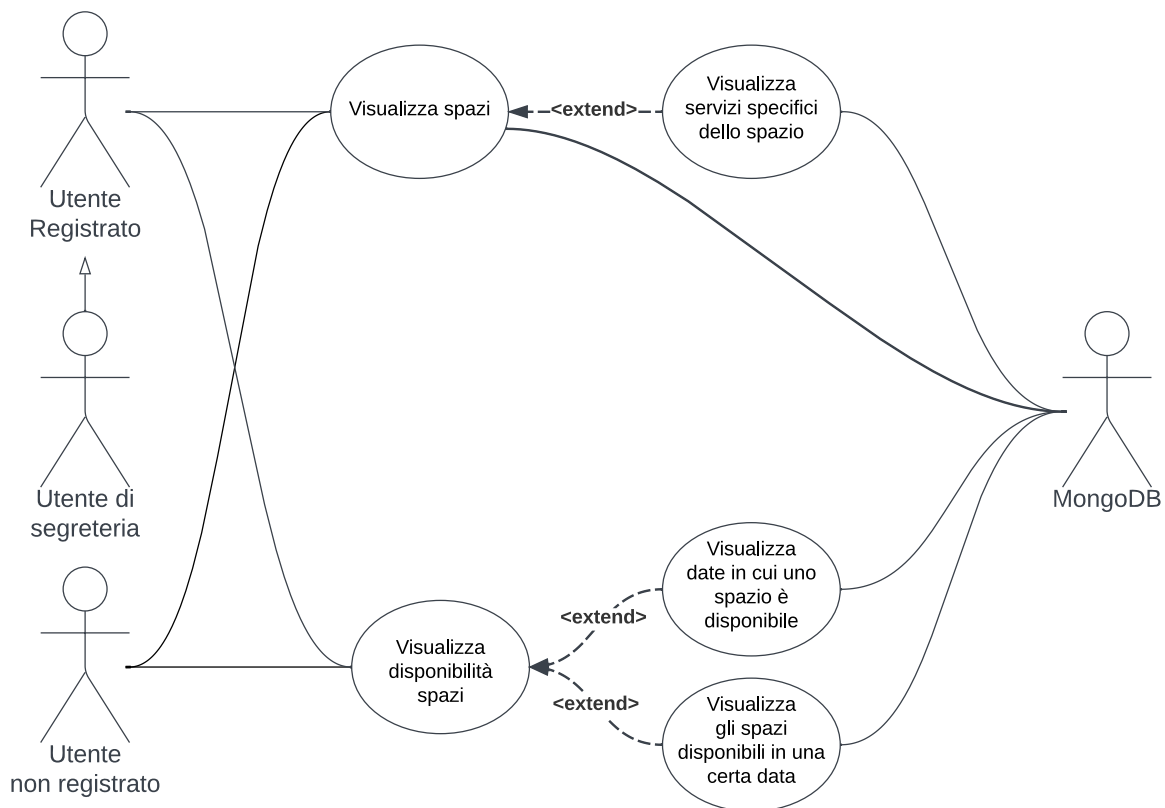 Utente
Registrato
Visualizza spazi
<extend>
Visualizza
servizi specifici
dello spazio
Utente di
segreteria
MongoDB
Utente
non registrato
Visualizza
disponibilità
spazi
<extend>
Visualizza
date in cui uno
spazio è
disponibile
<extend>
Visualizza
gli spazi
disponibili in una
certa data